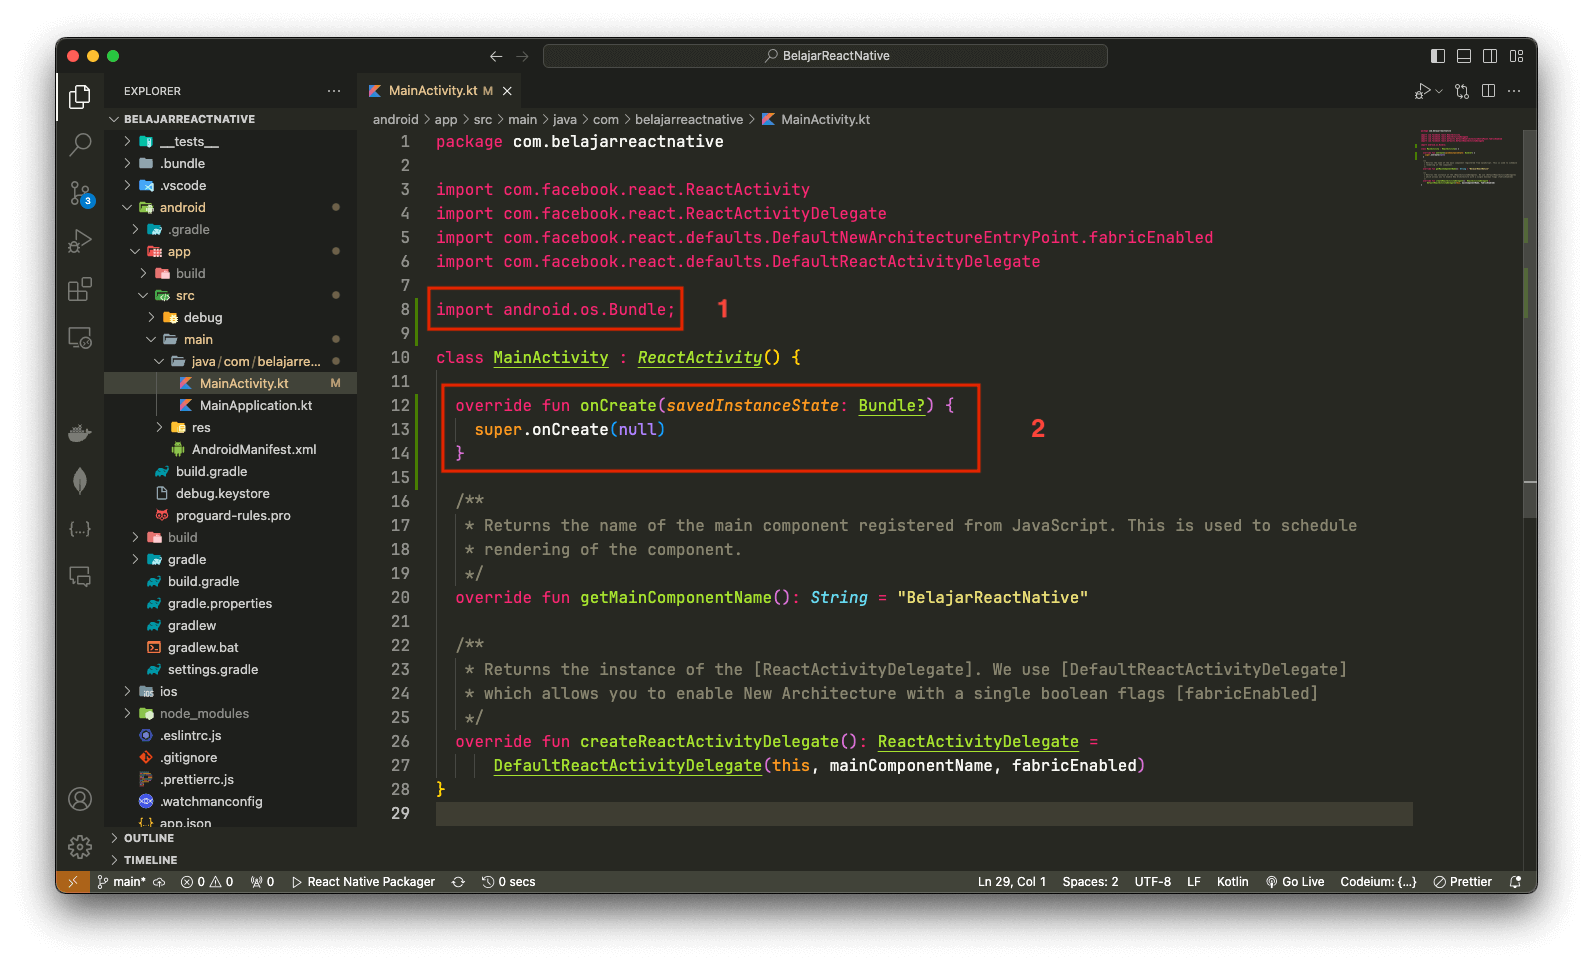 BelajarReactNative
EXPLORER
MainActivity.kt M
BELAJARREACTNATIVE
__tests__
.bundle
.vscode
android
.gradle
app
build
src
debug
main
java/com/belajarre...
MainActivity.kt M
MainApplication.kt
res
AndroidManifest.xml
build.gradle
debug.keystore
proguard-rules.pro
build
gradle
build.gradle
gradle.properties
gradlew
gradlew.bat
settings.gradle
ios
node_modules
.eslintrc.js
.gitignore
.prettierrc.js
.watchmanconfig
app.json
OUTLINE
TIMELINE
3
android > app > src > main > java > com > belajarreactnative > MainActivity.kt
1 package com.belajarreactnative
2
3 import com.facebook.react.ReactActivity
4 import com.facebook.react.ReactActivityDelegate
5 import com.facebook.react.defaults.DefaultNewArchitectureEntryPoint.fabricEnabled
6 import com.facebook.react.defaults.DefaultReactActivityDelegate
7
8 import android.os.Bundle; 1
9
10 class MainActivity : ReactActivity() {
11
12 override fun onCreate(savedInstanceState: Bundle?) {
13 super.onCreate(null) 2
14 }
15
16 /**
17 * Returns the name of the main component registered from JavaScript. This is used to schedule
18 * rendering of the component.
19 */
20 override fun getMainComponentName(): String = "BelajarReactNative"
21
22 /**
23 * Returns the instance of the [ReactActivityDelegate]. We use [DefaultReactActivityDelegate]
24 * which allows you to enable New Architecture with a single boolean flags [fabricEnabled]
25 */
26 override fun createReactActivityDelegate(): ReactActivityDelegate =
27 DefaultReactActivityDelegate(this, mainComponentName, fabricEnabled)
28 }
29
main* 0 0 0 React Native Packager 0 secs Ln 29, Col 1 Spaces: 2 UTF-8 LF Kotlin Go Live Codeium: {...} Prettier